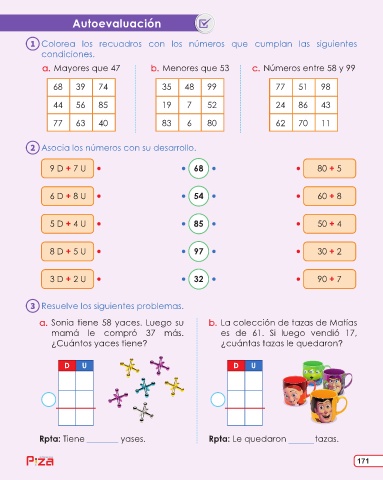 Autoevaluación
1 Colorea los recuadros con los números que cumplan las siguientes
condiciones.
a. Mayores que 47 b. Menores que 53 c. Números entre 58 y 99
68 39 74 35 48 99 77 51 98
44 56 85 19 7 52 24 86 43
77 63 40 83 6 80 62 70 11
2 Asocia los números con su desarrollo.
9 D + 7 U 68 80 + 5
6 D + 8 U 54 60 + 8
5 D + 4 U 85 50 + 4
8 D + 5 U 97 30 + 2
3 D + 2 U 32 90 + 7
3 Resuelve los siguientes problemas.
a. Sonia tiene 58 yaces. Luego su
mamá le compró 37 más.
¿Cuántos yaces tiene?
b. La colección de tazas de Matías
es de 61. Si luego vendió 17,
¿cuántas tazas le quedaron?
D U D U
Rpta: Tiene ______ yases. Rpta: Le quedaron _____ tazas.
P:za
171